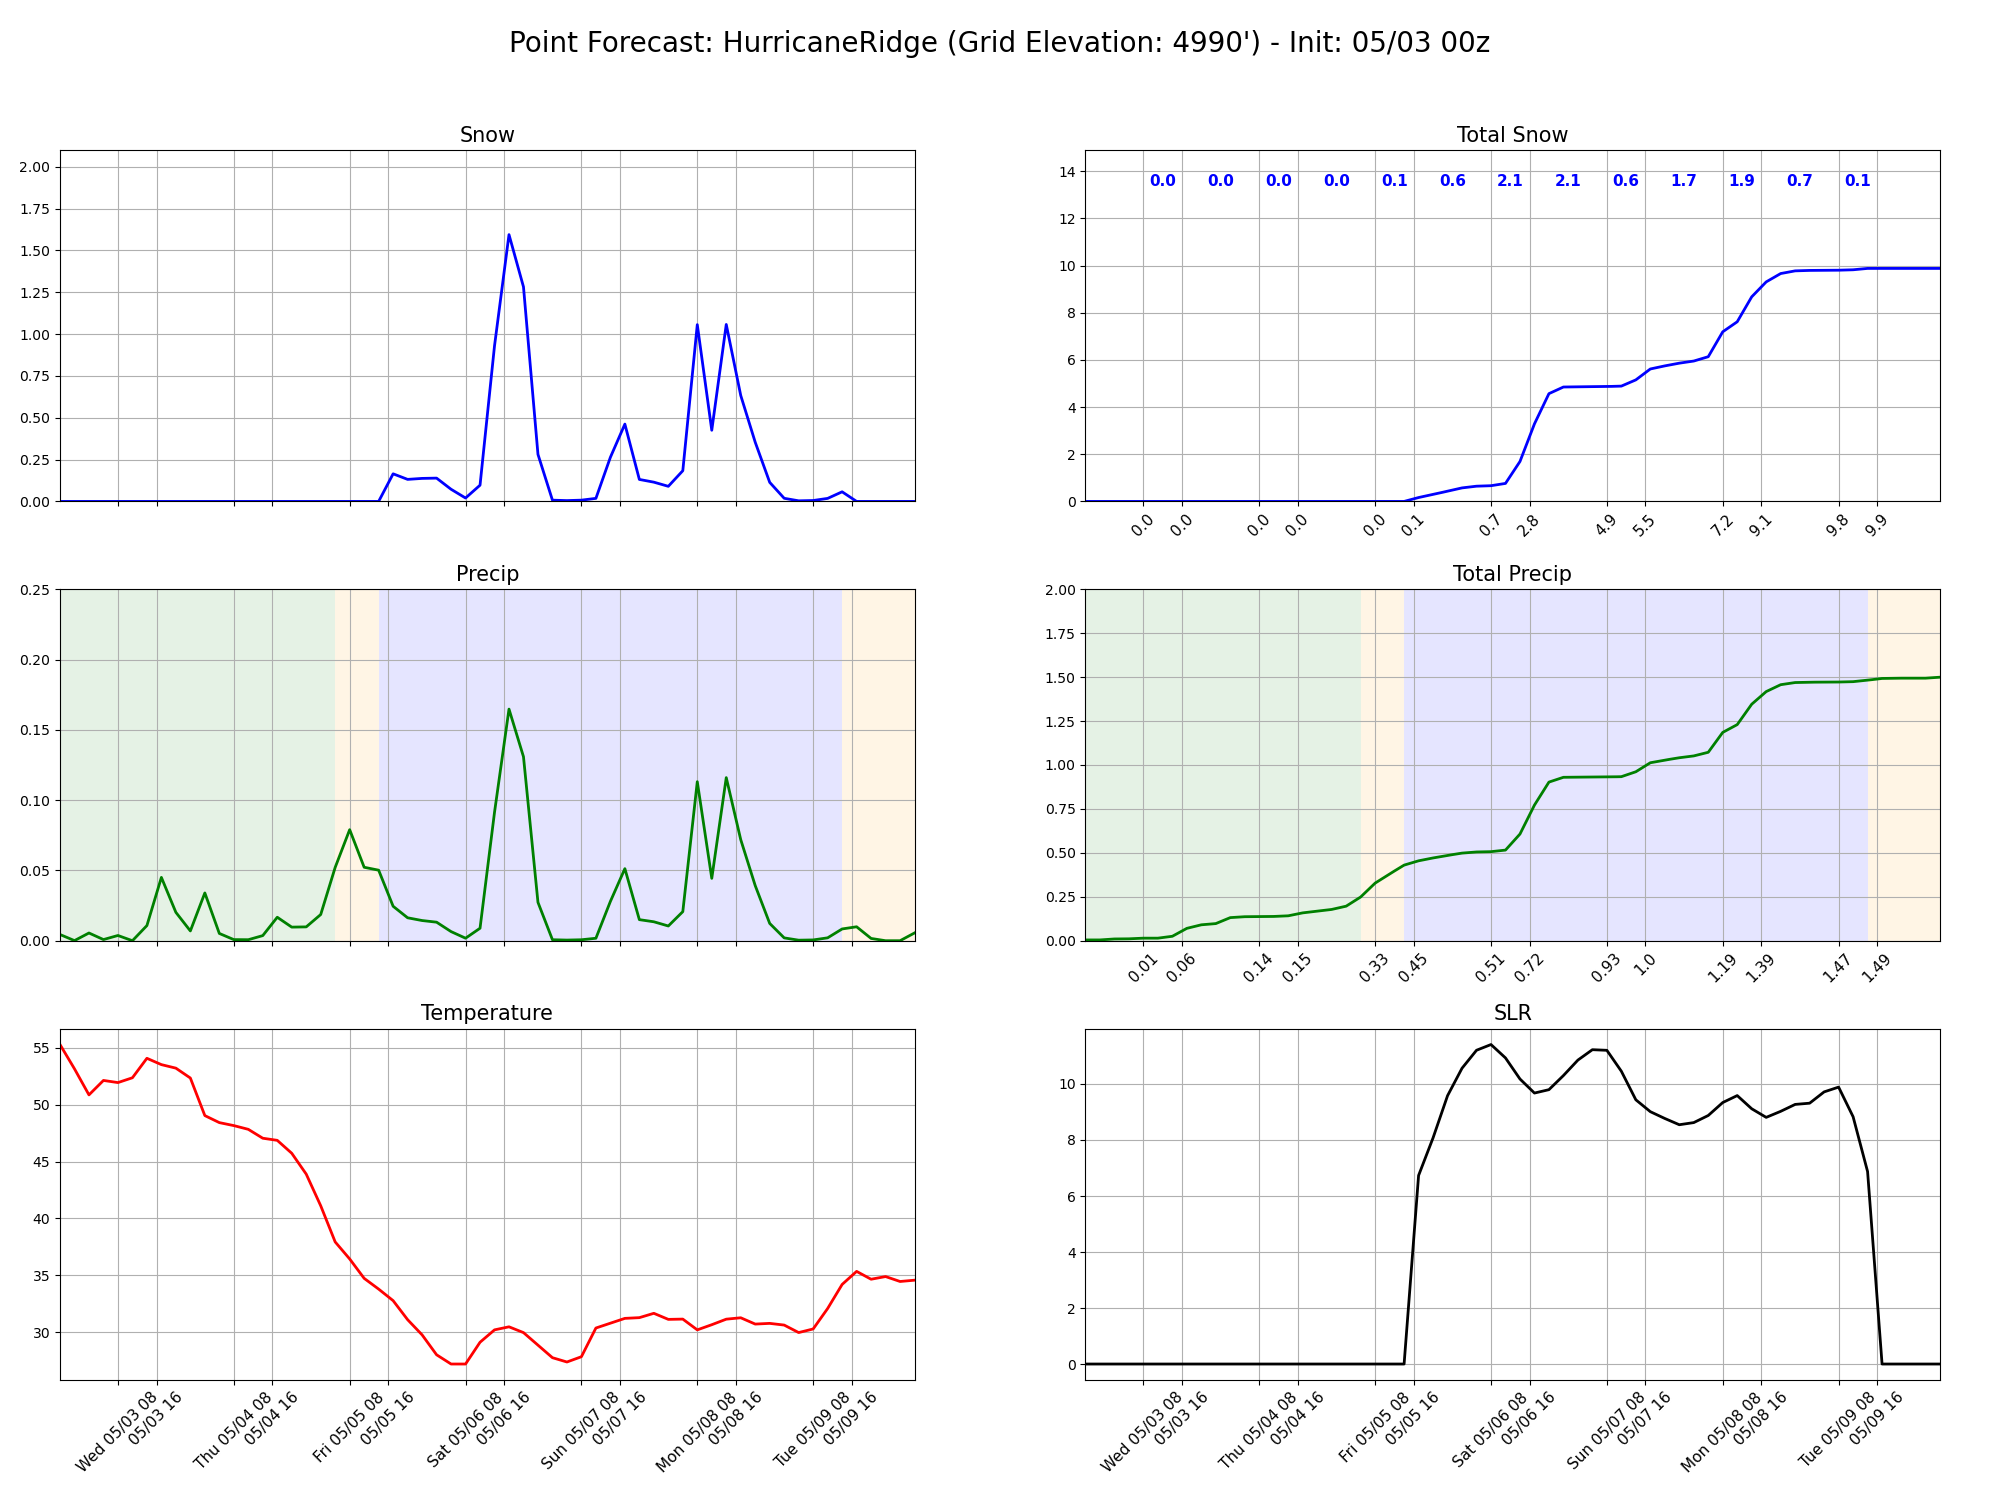 Point Forecast: HurricaneRidge (Grid Elevation: 4990') - Init: 05/03 00z
Snow
2.00
1.75
1.50
1.25
1.00
0.75
0.50
0.25
0.00
Total Snow
14
12
10
8
6
4
2
0
0.0 0.0 0.0 0.0 0.1 0.6 2.1 2.1 0.6 1.7 1.9 0.7 0.1
0.0 0.0 0.0 0.0 0.0 0.1 0.7 2.8 4.9 5.5 7.2 9.1 9.8 9.9
Precip
0.25
0.20
0.15
0.10
0.05
0.00
Total Precip
2.00
1.75
1.50
1.25
1.00
0.75
0.50
0.25
0.00
0.01 0.06 0.14 0.15 0.33 0.45 0.51 0.72 0.93 1.0 1.19 1.39 1.47 1.49
Temperature
55
50
45
40
35
30
Wed 05/03 08
05/03 16
Thu 05/04 08
05/04 16
Fri 05/05 08
05/05 16
Sat 05/06 08
05/06 16
Sun 05/07 08
05/07 16
Mon 05/08 08
05/08 16
Tue 05/09 08
05/09 16
SLR
10
8
6
4
2
0
Wed 05/03 08
05/03 16
Thu 05/04 08
05/04 16
Fri 05/05 08
05/05 16
Sat 05/06 08
05/06 16
Sun 05/07 08
05/07 16
Mon 05/08 08
05/08 16
Tue 05/09 08
05/09 16